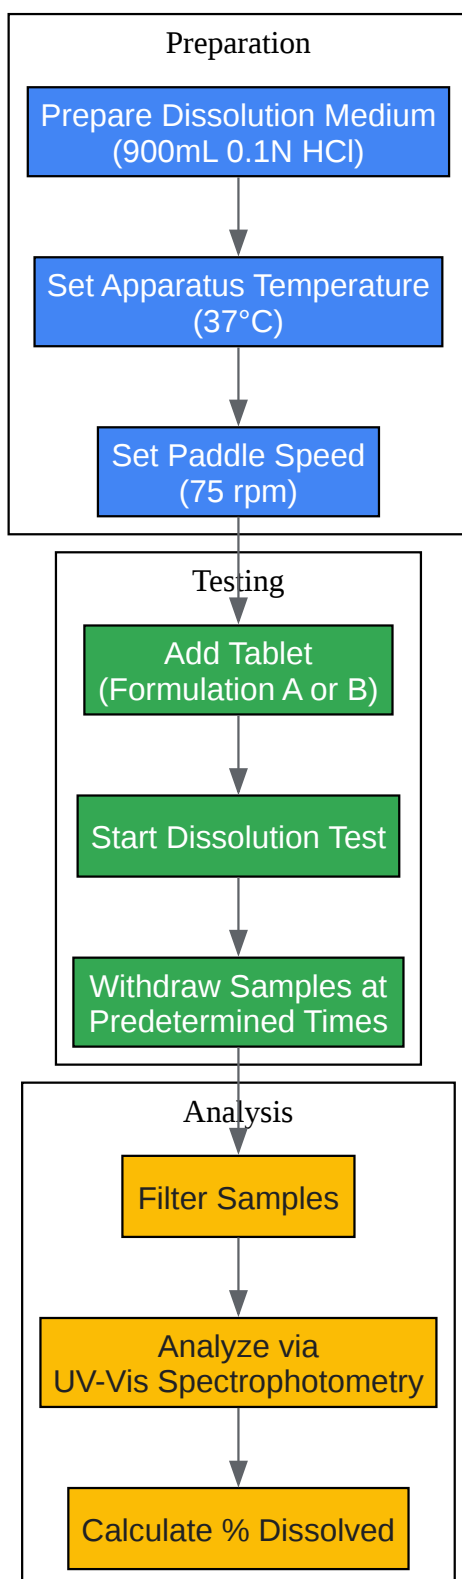 Preparation
Prepare Dissolution Medium
(900mL 0.1N HCl)
Set Apparatus Temperature
(37°C)
Set Paddle Speed
(75 rpm)
Testing
Add Tablet
(Formulation A or B)
Start Dissolution Test
Withdraw Samples at
Predetermined Times
Analysis
Filter Samples
Analyze via
UV-Vis Spectrophotometry
Calculate % Dissolved